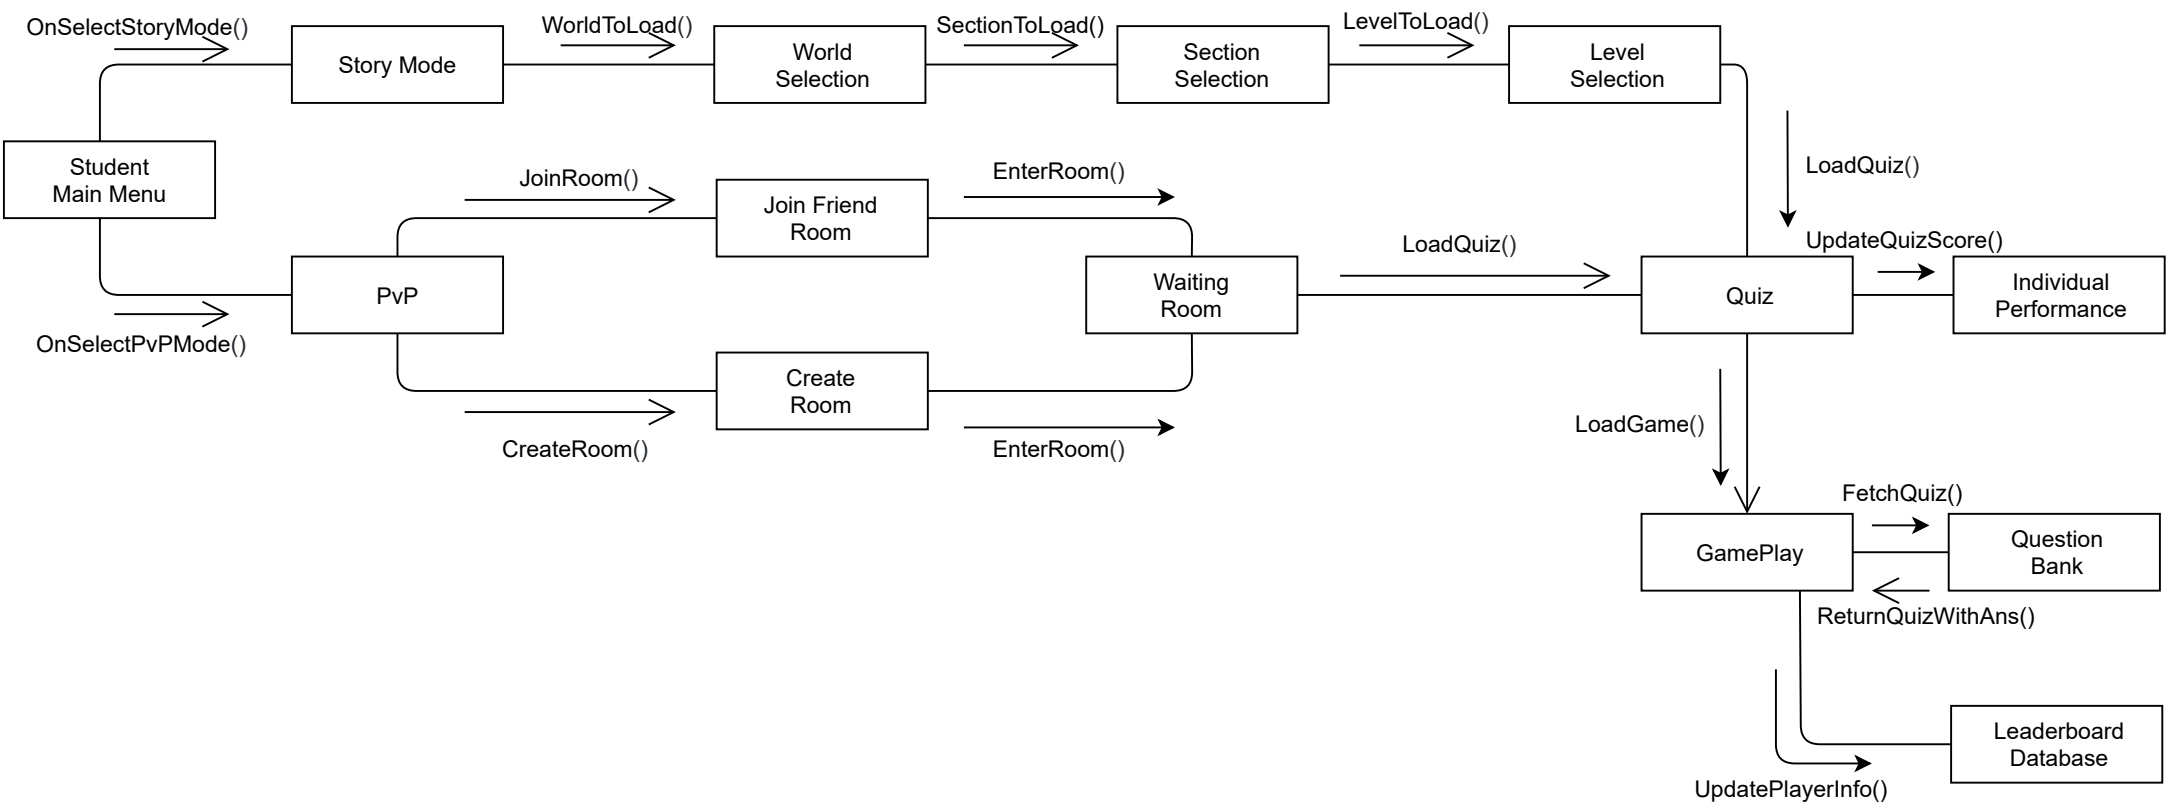 OnSelectStoryMode()
WorldToLoad()
SectionToLoad()
LevelToLoad()
Story Mode
World
Selection
Section
Selection
Level
Selection
Student
Main Menu
JoinRoom()
EnterRoom()
LoadQuiz()
Join Friend
Room
LoadQuiz()
UpdateQuizScore()
PvP
Waiting
Room
Quiz
Individual
Performance
OnSelectPvPMode()
Create
Room
CreateRoom()
EnterRoom()
LoadGame()
FetchQuiz()
GamePlay
Question
Bank
ReturnQuizWithAns()
Leaderboard
Database
UpdatePlayerInfo()